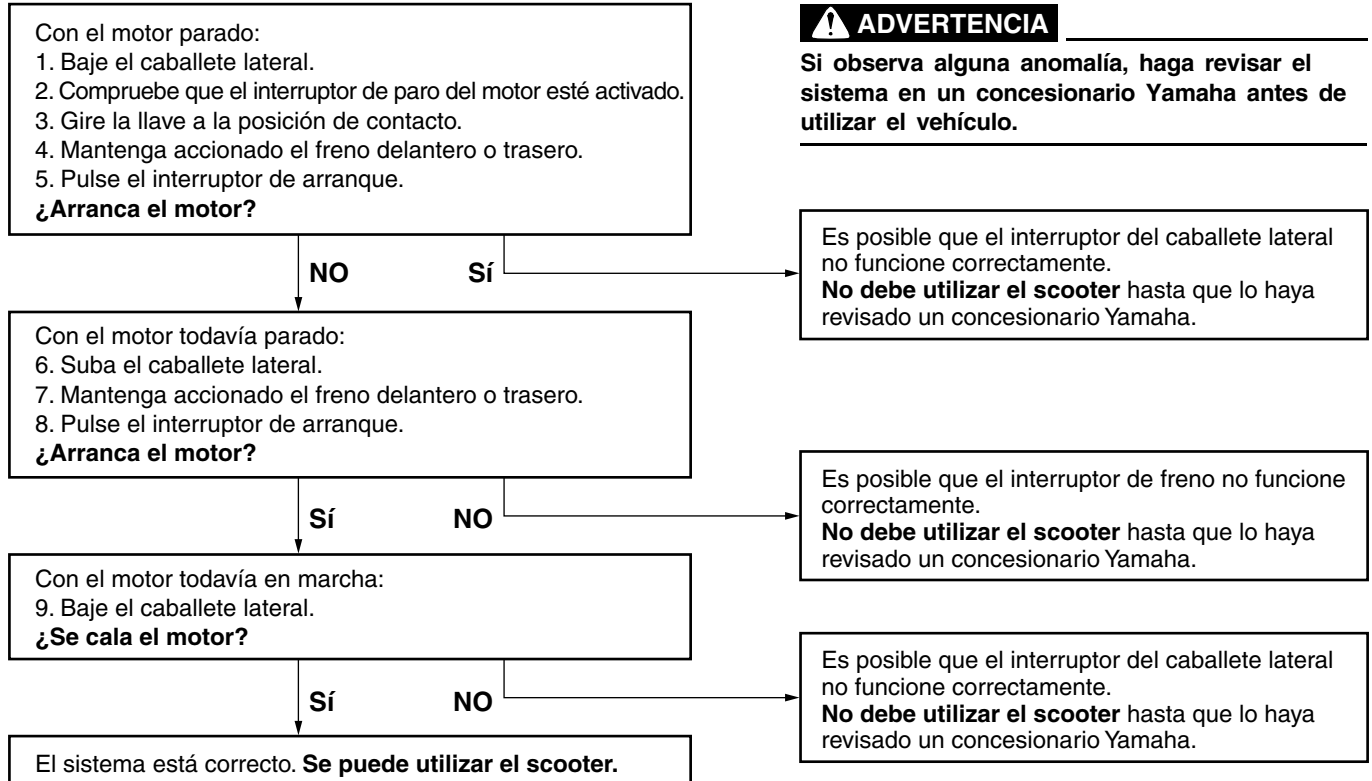 Con el motor parado:
1. Baje el caballete lateral.
2. Compruebe que el interruptor de paro del motor esté activado.
3. Gire la llave a la posición de contacto.
4. Mantenga accionado el freno delantero o trasero.
5. Pulse el interruptor de arranque.
¿Arranca el motor?
ADVERTENCIA
Si observa alguna anomalía, haga revisar el
sistema en un concesionario Yamaha antes de
utilizar el vehículo.
NO Sí
Es posible que el interruptor del caballete lateral
no funcione correctamente.
No debe utilizar el scooter hasta que lo haya
revisado un concesionario Yamaha.
Con el motor todavía parado:
6. Suba el caballete lateral.
7. Mantenga accionado el freno delantero o trasero.
8. Pulse el interruptor de arranque.
¿Arranca el motor?
Sí NO
Es posible que el interruptor de freno no funcione
correctamente.
No debe utilizar el scooter hasta que lo haya
revisado un concesionario Yamaha.
Con el motor todavía en marcha:
9. Baje el caballete lateral.
¿Se cala el motor?
Sí NO
Es posible que el interruptor del caballete lateral
no funcione correctamente.
No debe utilizar el scooter hasta que lo haya
revisado un concesionario Yamaha.
El sistema está correcto. Se puede utilizar el scooter.